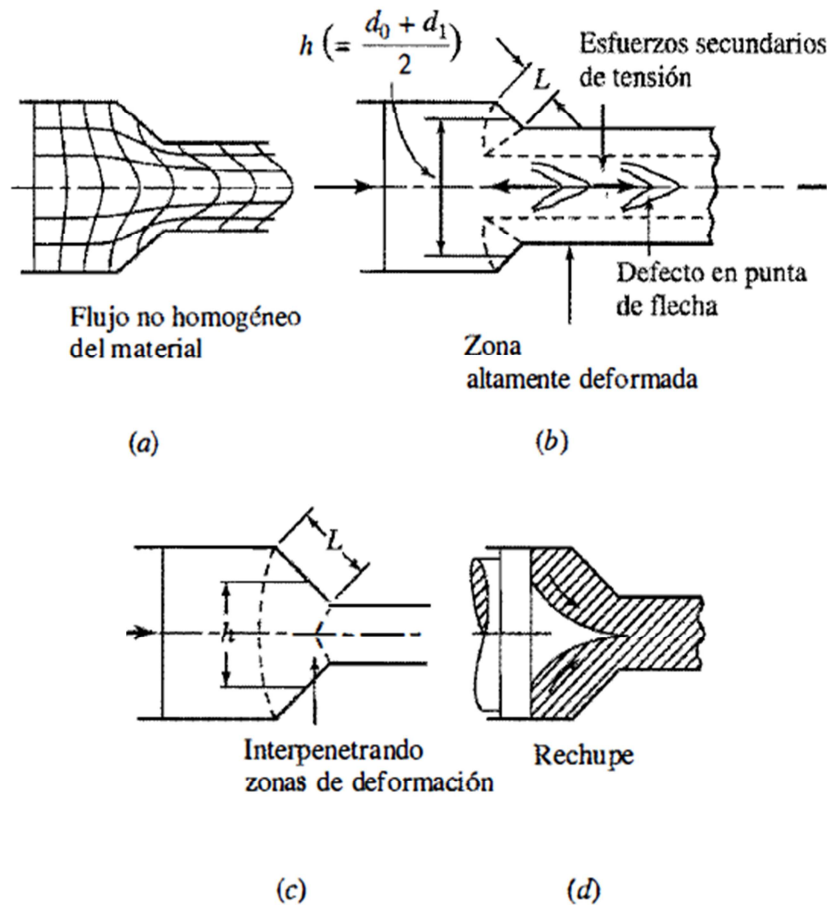 h (= d₀ + d₁ / 2)
L
Esfuerzos secundarios
de tensión
Flujo no homogéneo
del material
Defecto en punta
de flecha
Zona
altamente deformada
(a)
(b)
L
h
Interpenetrando
zonas de deformación
Rechupe
(c)
(d)